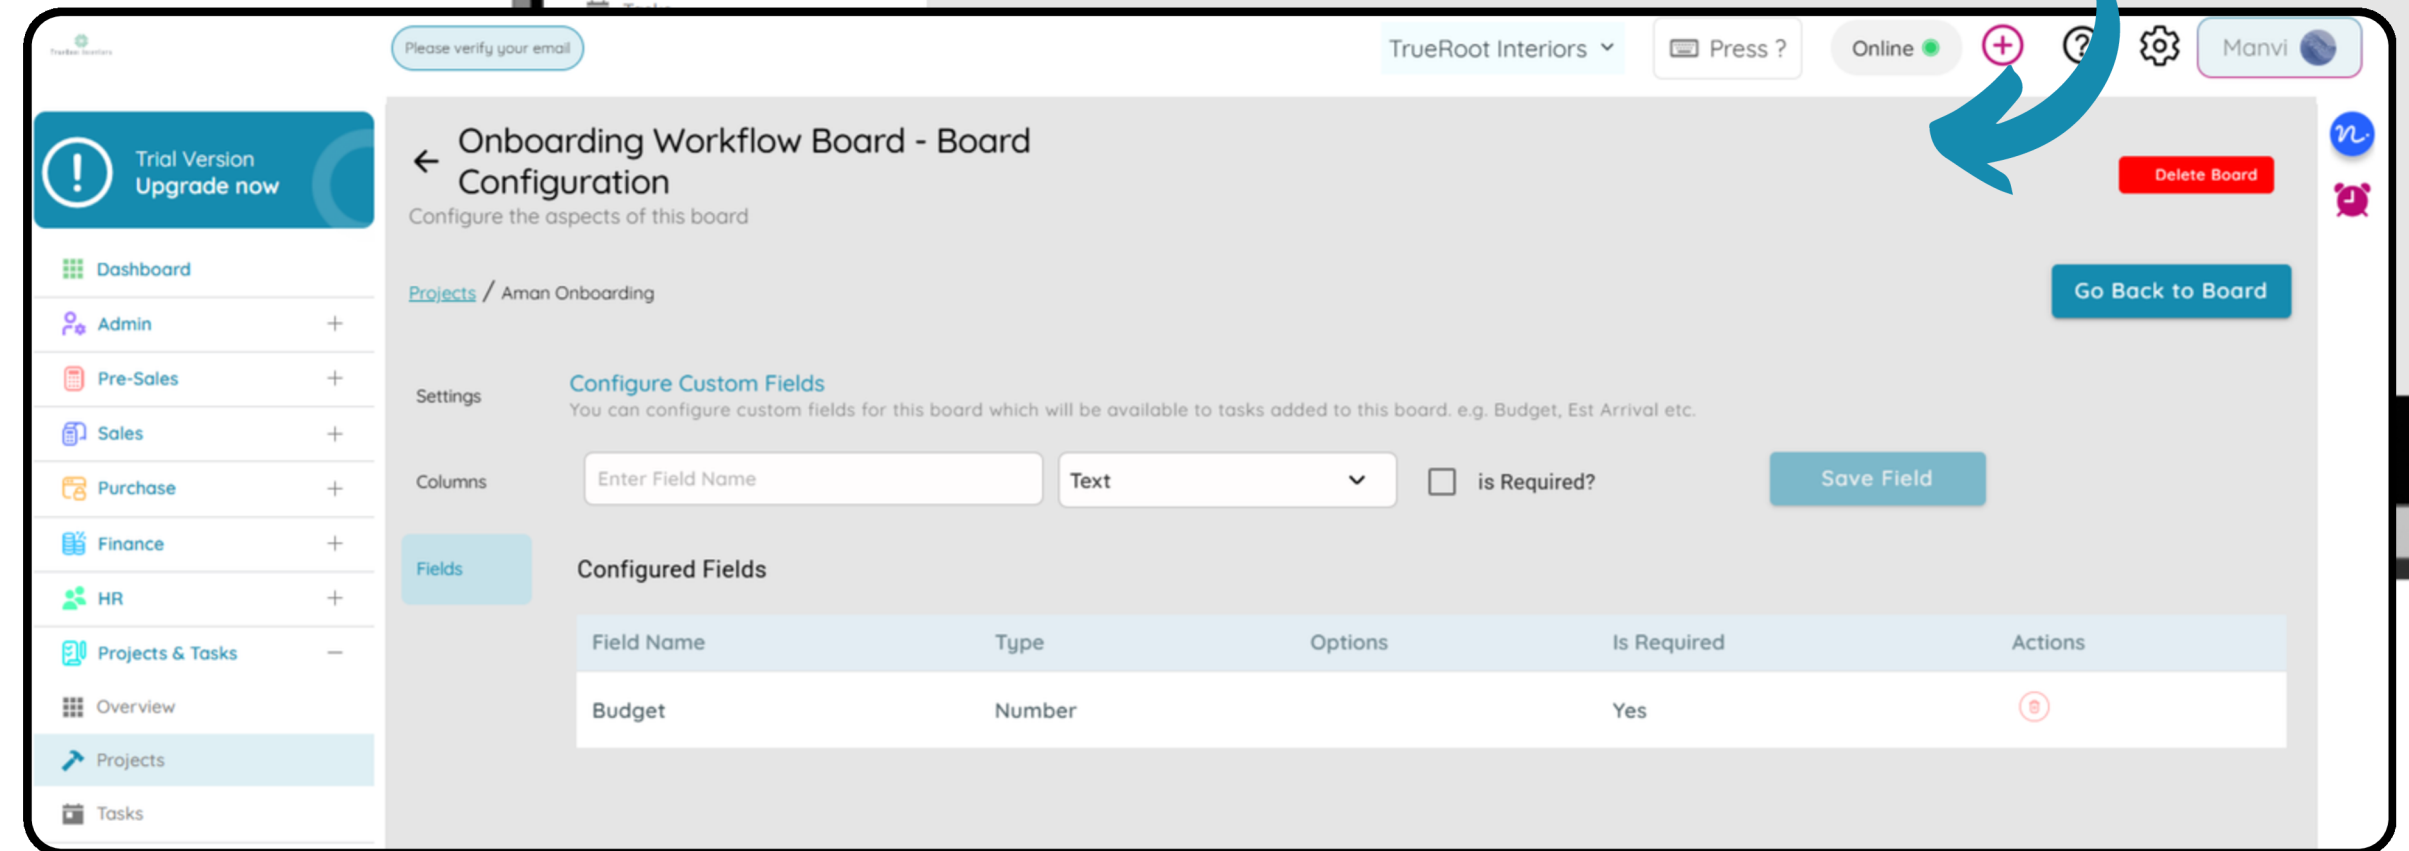 Tasks
TrueRoot Interiors
Please verify your email
TrueRoot Interiors
Press ?
Online
Manvi
Trial Version
Upgrade now
Onboarding Workflow Board - Board
Configuration
Configure the aspects of this board
Delete Board
Projects / Aman Onboarding
Go Back to Board
Dashboard
Admin
Pre-Sales
Sales
Purchase
Finance
HR
Projects & Tasks
Overview
Projects
Tasks
Settings
Columns
Fields
Configure Custom Fields
You can configure custom fields for this board which will be available to tasks added to this board. e.g. Budget, Est Arrival etc.
Enter Field Name
Text
is Required?
Save Field
Configured Fields
Field Name Type Options Is Required Actions
Budget Number Yes